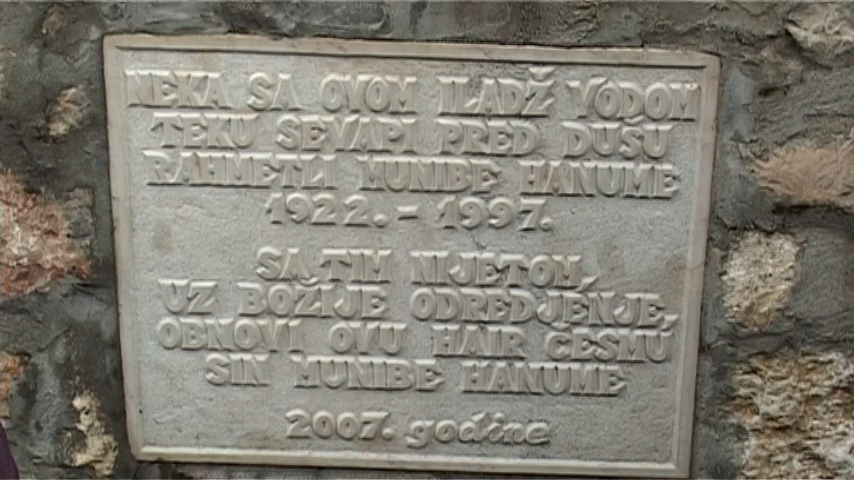 NEKA SA OVOM ILADŽ VODOM
TEKU SEVAPI PRED DUŠU
RAHMETLI MUNIBE HANUME
1922. - 1997.
SA TIM NIJETOM,
UZ BOŽIJE ODREDJENJE,
OBNOVI OVU HAIR ČESMU
SIN MUNIBE HANUME
2007. godine